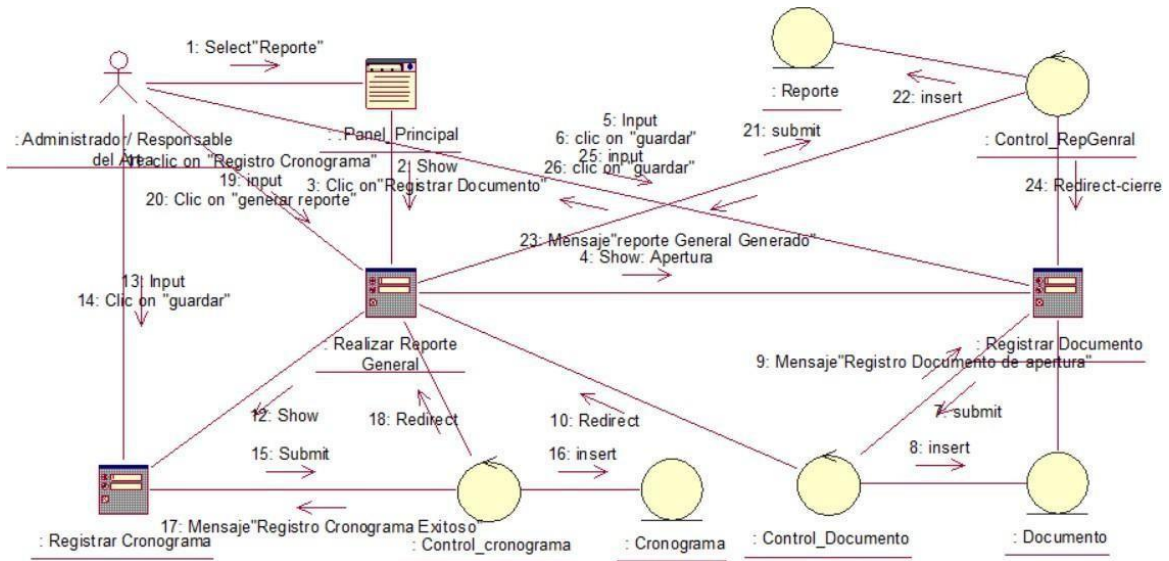 1: Select"Reporte"
: Reporte
22: insert
: Administrador/ Responsable
del Área
: Panel_Principal
5: Input
6: clic on "guardar"
25: input
26: clic on "guardar"
21: submit
: Control_RepGenral
11: clic on "Registro Cronograma"
2: Show
19: input
3: Clic on"Registrar Documento"
20: Clic on "generar reporte"
24: Redirect-cierre
23: Mensaje"reporte General Generado"
4: Show: Apertura
13: Input
14: Clic on "guardar"
: Realizar Reporte
General
: Registrar Documento
9: Mensaje"Registro Documento de apertura"
12: Show
18: Redirect
10: Redirect
7: submit
15: Submit
16: insert
8: insert
17: Mensaje"Registro Cronograma Exitoso"
: Registrar Cronograma
: Control_cronograma
: Cronograma
: Control_Documento
: Documento